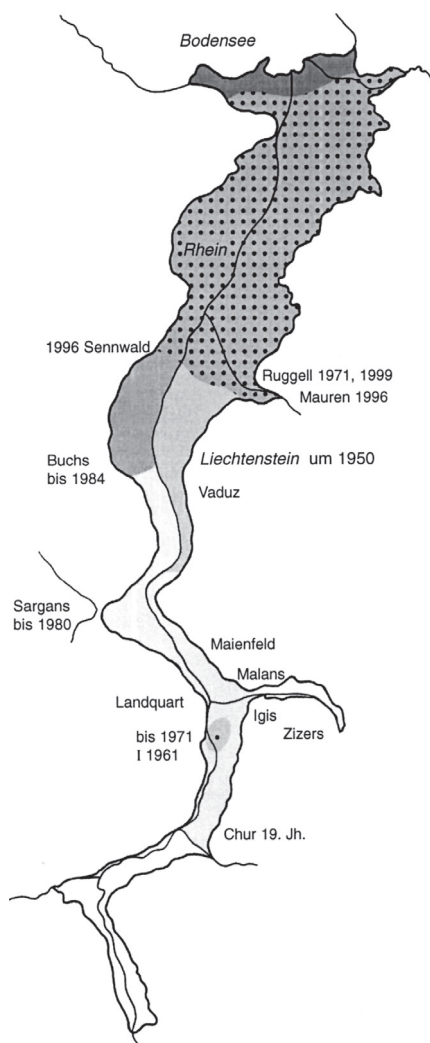 Bodensee
Rhein
1996 Sennwald
Ruggell 1971, 1999
Mauren 1996
Buchs
bis 1984
Liechtenstein um 1950
Vaduz
Sargans
bis 1980
Maienfeld
Malans
Landquart
Igis
Zizers
bis 1971
I 1961
Chur 19. Jh.